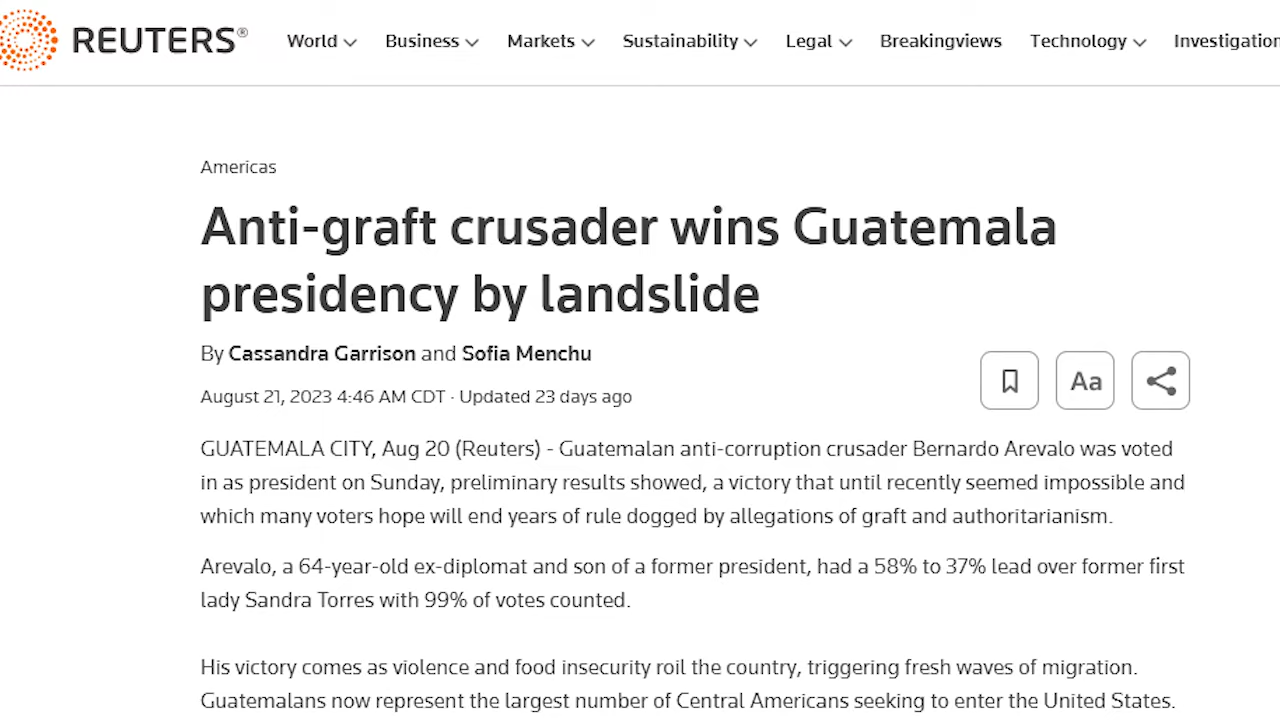 REUTERS®
World Business Markets Sustainability Legal Breakingviews Technology Investigation
Americas
Anti-graft crusader wins Guatemala
presidency by landslide
By Cassandra Garrison and Sofia Menchu
August 21, 2023 4:46 AM CDT · Updated 23 days ago
Aa
GUATEMALA CITY, Aug 20 (Reuters) - Guatemalan anti-corruption crusader Bernardo Arevalo was voted
in as president on Sunday, preliminary results showed, a victory that until recently seemed impossible and
which many voters hope will end years of rule dogged by allegations of graft and authoritarianism.
Arevalo, a 64-year-old ex-diplomat and son of a former president, had a 58% to 37% lead over former first
lady Sandra Torres with 99% of votes counted.
His victory comes as violence and food insecurity roil the country, triggering fresh waves of migration.
Guatemalans now represent the largest number of Central Americans seeking to enter the United States.